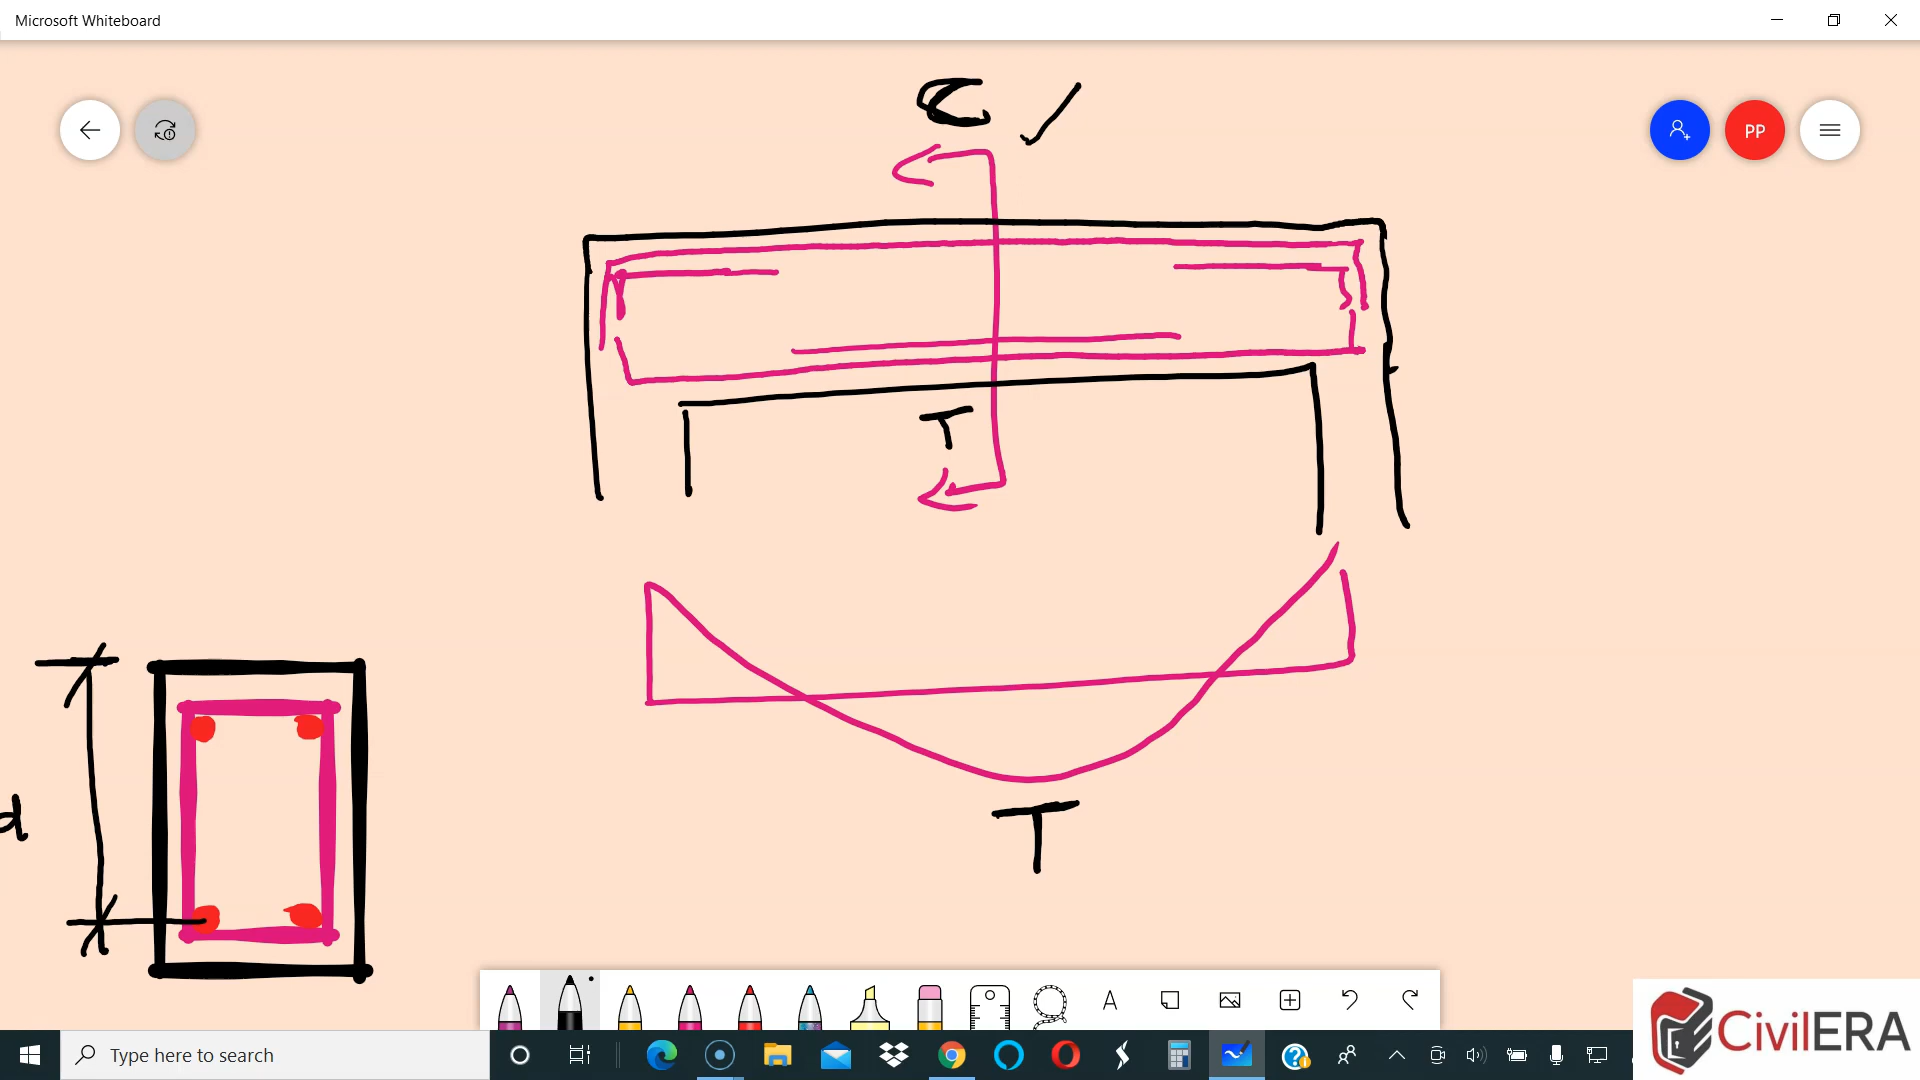 Microsoft Whiteboard
C
PP
T
T
d
A
Type here to search
CivilERA